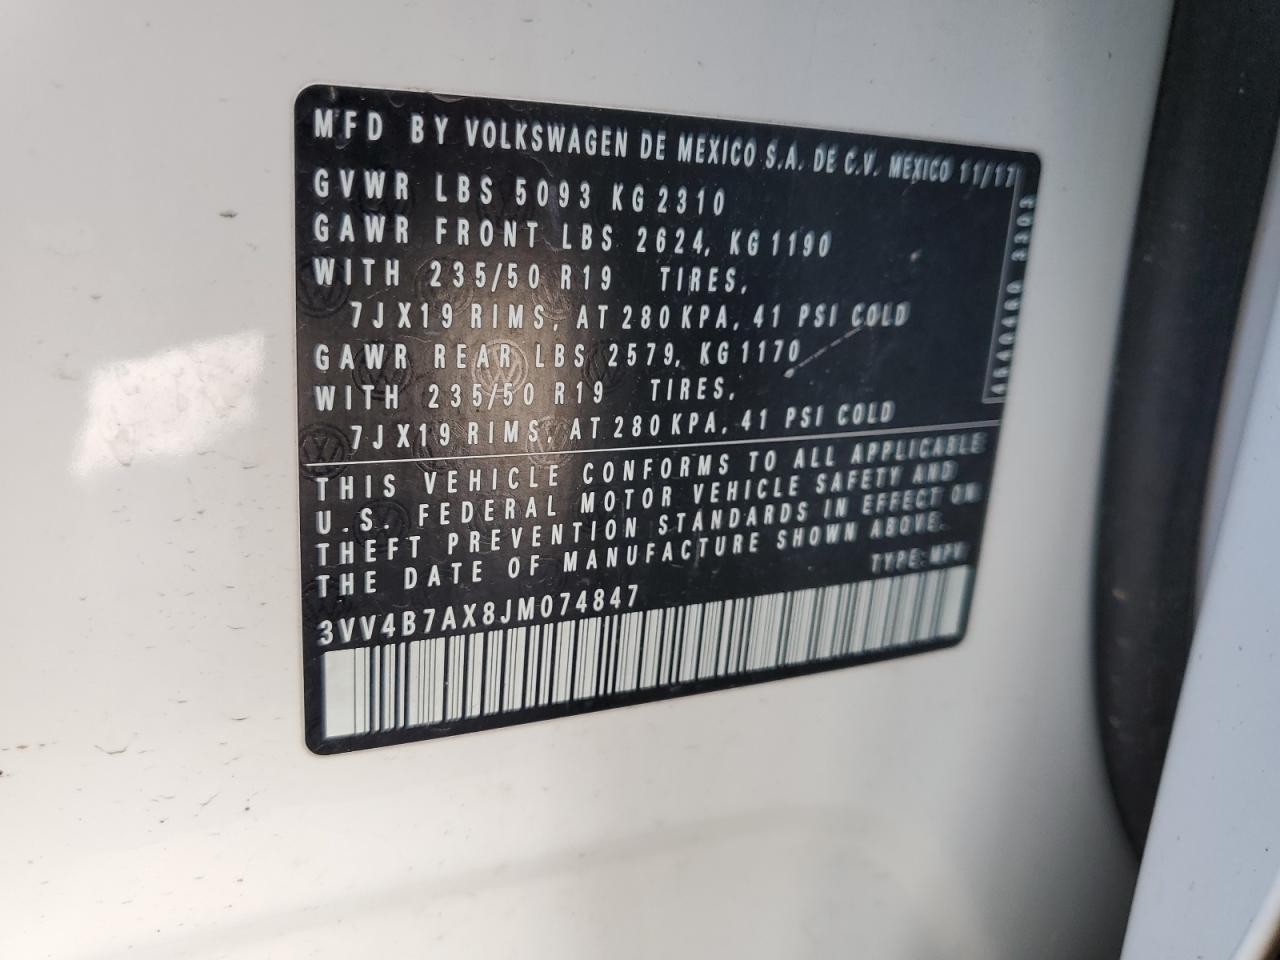 MFD BY VOLKSWAGEN DE MEXICO S.A. DE C.V. MEXICO 11/17
GVWR LBS 5093 KG 2310
GAWR FRONT LBS 2624, KG 1190
WITH 235/50 R19 TIRES,
7JX19 RIMS, AT 280 KPA, 41 PSI COLD
GAWR REAR LBS 2579, KG 1170
WITH 235/50 R19 TIRES,
7JX19 RIMS, AT 280 KPA, 41 PSI COLD
THIS VEHICLE CONFORMS TO ALL APPLICABLE
U.S. FEDERAL MOTOR VEHICLE SAFETY AND
THEFT PREVENTION STANDARDS IN EFFECT ON
THE DATE OF MANUFACTURE SHOWN ABOVE.
TYPE: MPV
3VV4B7AX8JM074847